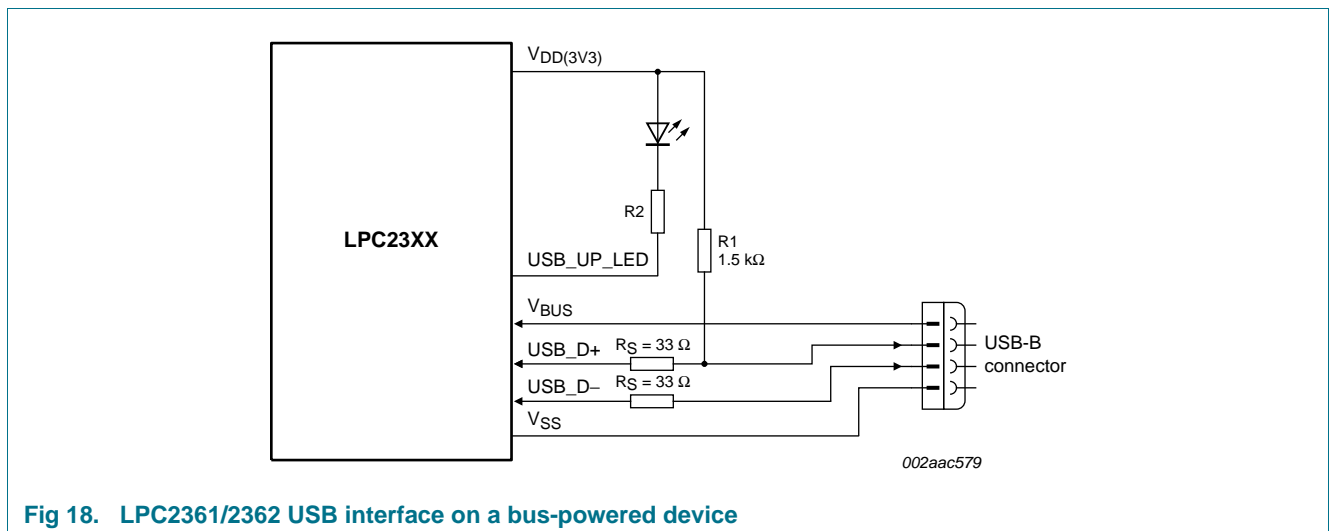 VDD(3V3)
R2
LPC23XX
R1
1.5 kΩ
USB_UP_LED
VBUS
USB_D+
RS = 33 Ω
USB-B
connector
USB_D−
RS = 33 Ω
VSS
002aac579
Fig 18. LPC2361/2362 USB interface on a bus-powered device